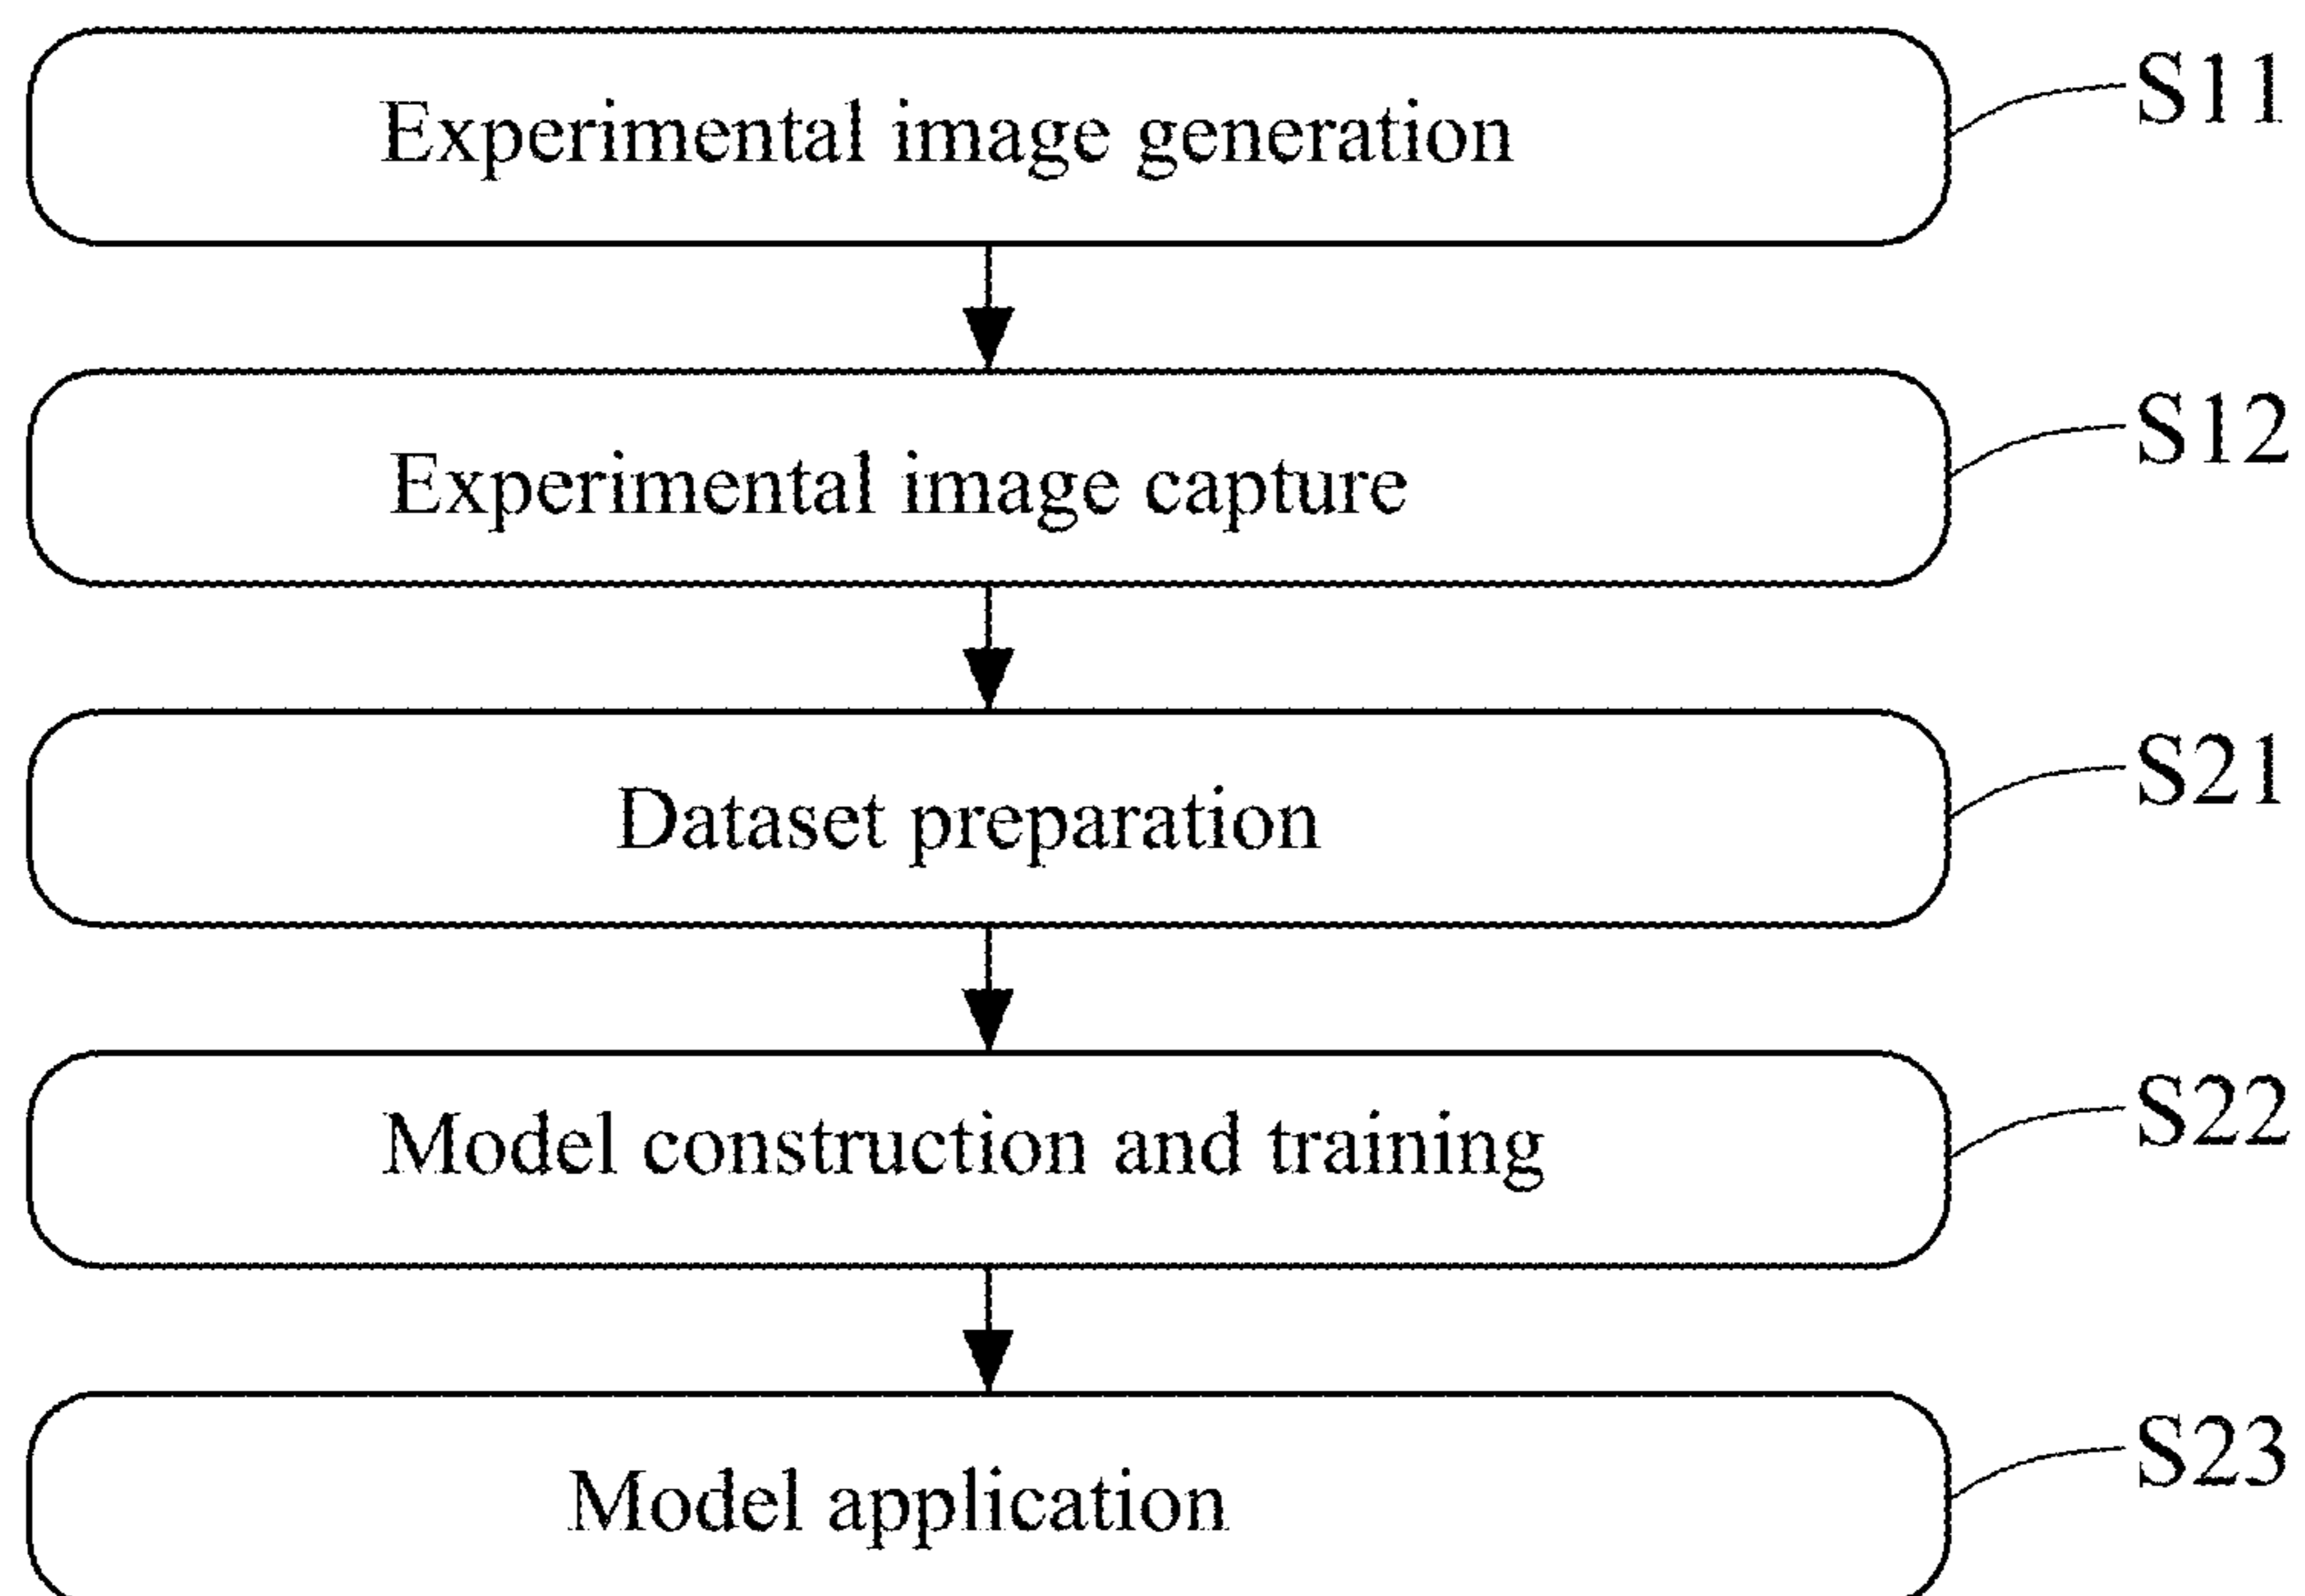 Experimental image generation
S11
Experimental image capture
S12
Dataset preparation
S21
Model construction and training
S22
Model application
S23